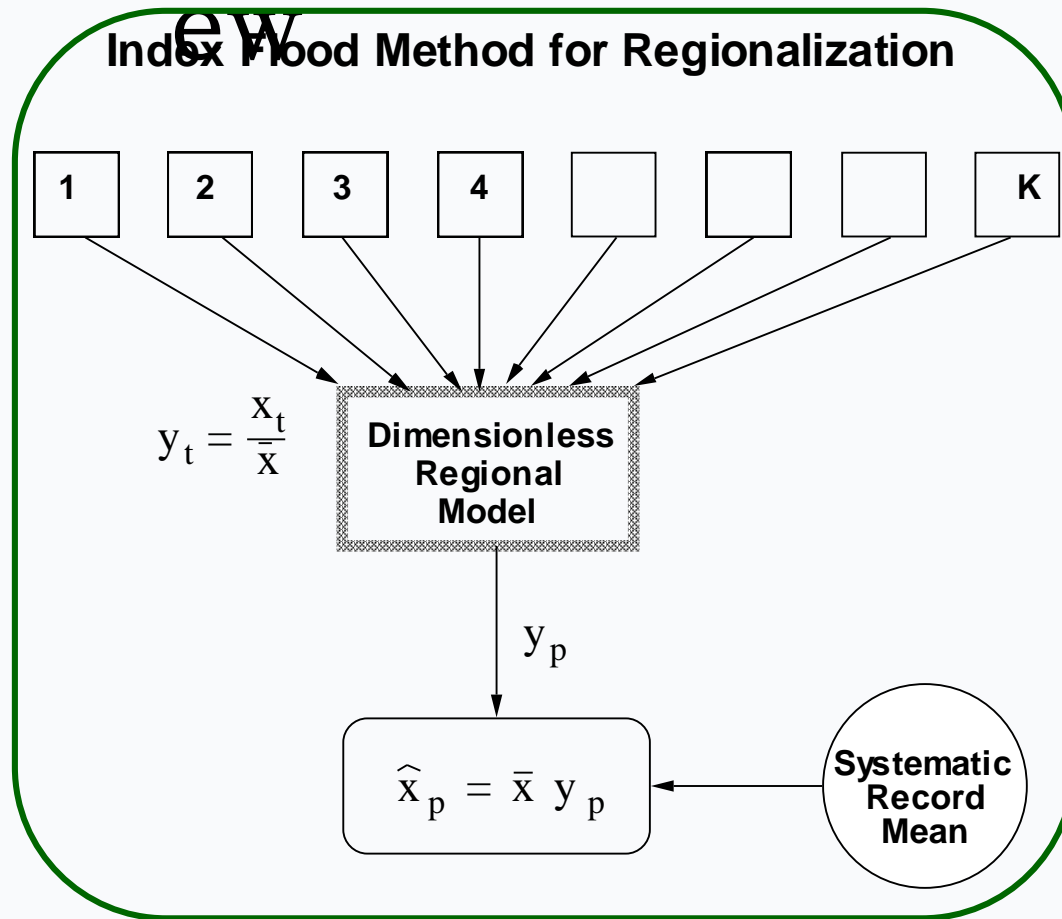 ew
Index Flood Method for Regionalization
1 2 3 4 K
y_t = x_t / x̄
Dimensionless
Regional
Model
y_p
x̂_p = x̄ y_p
Systematic
Record
Mean